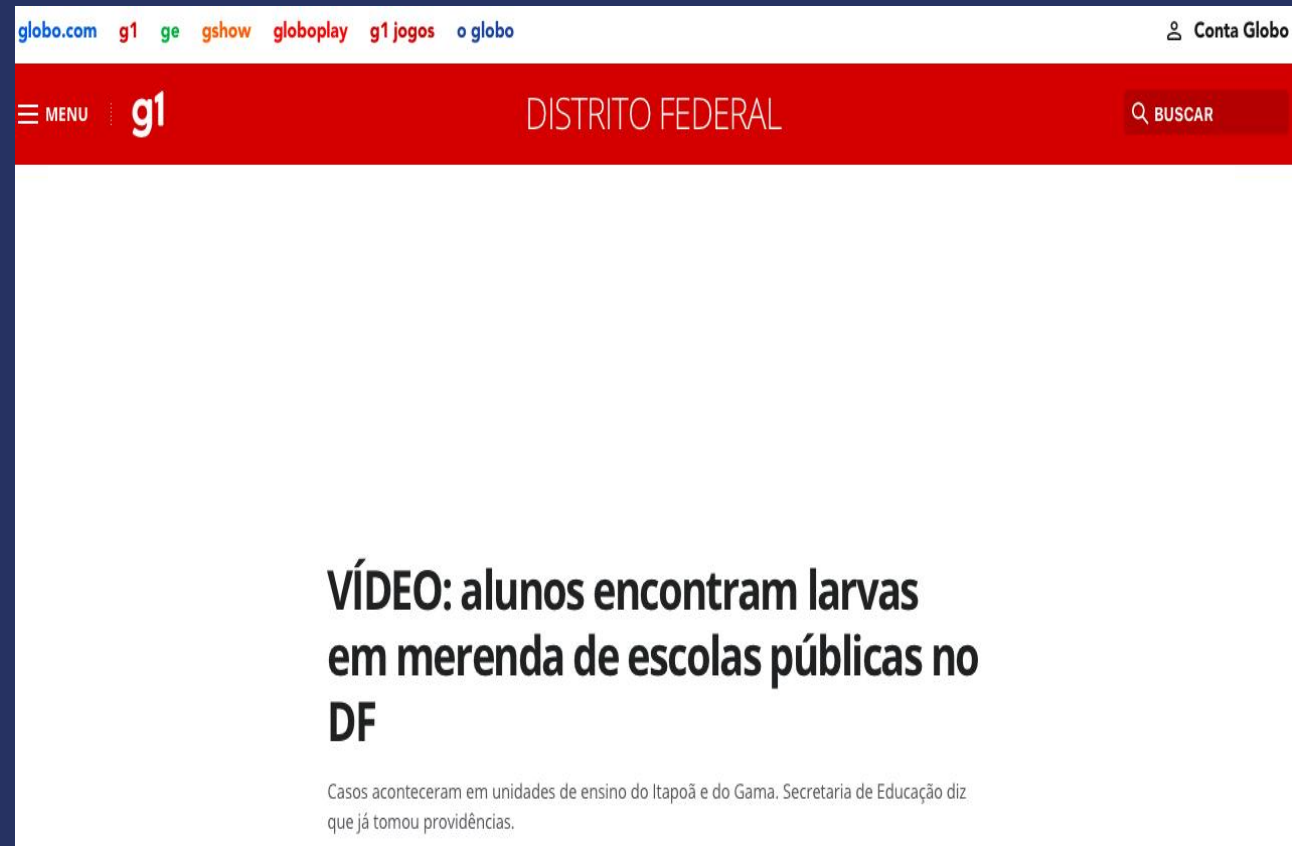 globo.com g1 ge gshow globoplay g1 jogos o globo Conta Globo
MENU g1 DISTRITO FEDERAL BUSCAR
VÍDEO: alunos encontram larvas
em merenda de escolas públicas no
DF
Casos aconteceram em unidades de ensino do Itapoã e do Gama. Secretaria de Educação diz
que já tomou providências.